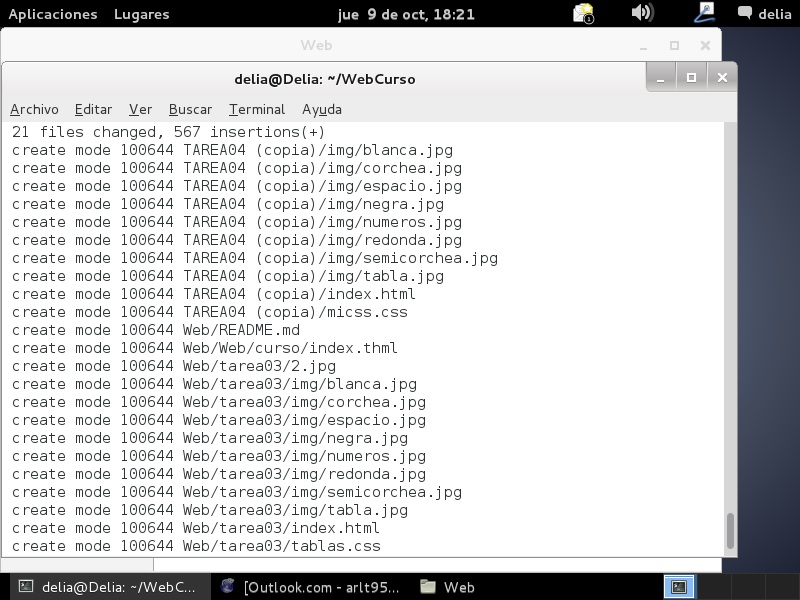 Aplicaciones Lugares jue 9 de oct, 18:21 1 delia
Web
delia@Delia: ~/WebCurso
Archivo Editar Ver Buscar Terminal Ayuda
21 files changed, 567 insertions(+)
create mode 100644 TAREA04 (copia)/img/blanca.jpg
create mode 100644 TAREA04 (copia)/img/corchea.jpg
create mode 100644 TAREA04 (copia)/img/espacio.jpg
create mode 100644 TAREA04 (copia)/img/negra.jpg
create mode 100644 TAREA04 (copia)/img/numeros.jpg
create mode 100644 TAREA04 (copia)/img/redonda.jpg
create mode 100644 TAREA04 (copia)/img/semicorchea.jpg
create mode 100644 TAREA04 (copia)/img/tabla.jpg
create mode 100644 TAREA04 (copia)/index.html
create mode 100644 TAREA04 (copia)/micss.css
create mode 100644 Web/README.md
create mode 100644 Web/Web/curso/index.thml
create mode 100644 Web/tarea03/2.jpg
create mode 100644 Web/tarea03/img/blanca.jpg
create mode 100644 Web/tarea03/img/corchea.jpg
create mode 100644 Web/tarea03/img/espacio.jpg
create mode 100644 Web/tarea03/img/negra.jpg
create mode 100644 Web/tarea03/img/numeros.jpg
create mode 100644 Web/tarea03/img/redonda.jpg
create mode 100644 Web/tarea03/img/semicorchea.jpg
create mode 100644 Web/tarea03/img/tabla.jpg
create mode 100644 Web/tarea03/index.html
create mode 100644 Web/tarea03/tablas.css
delia@Delia: ~/WebC... [Outlook.com - arlt95... Web